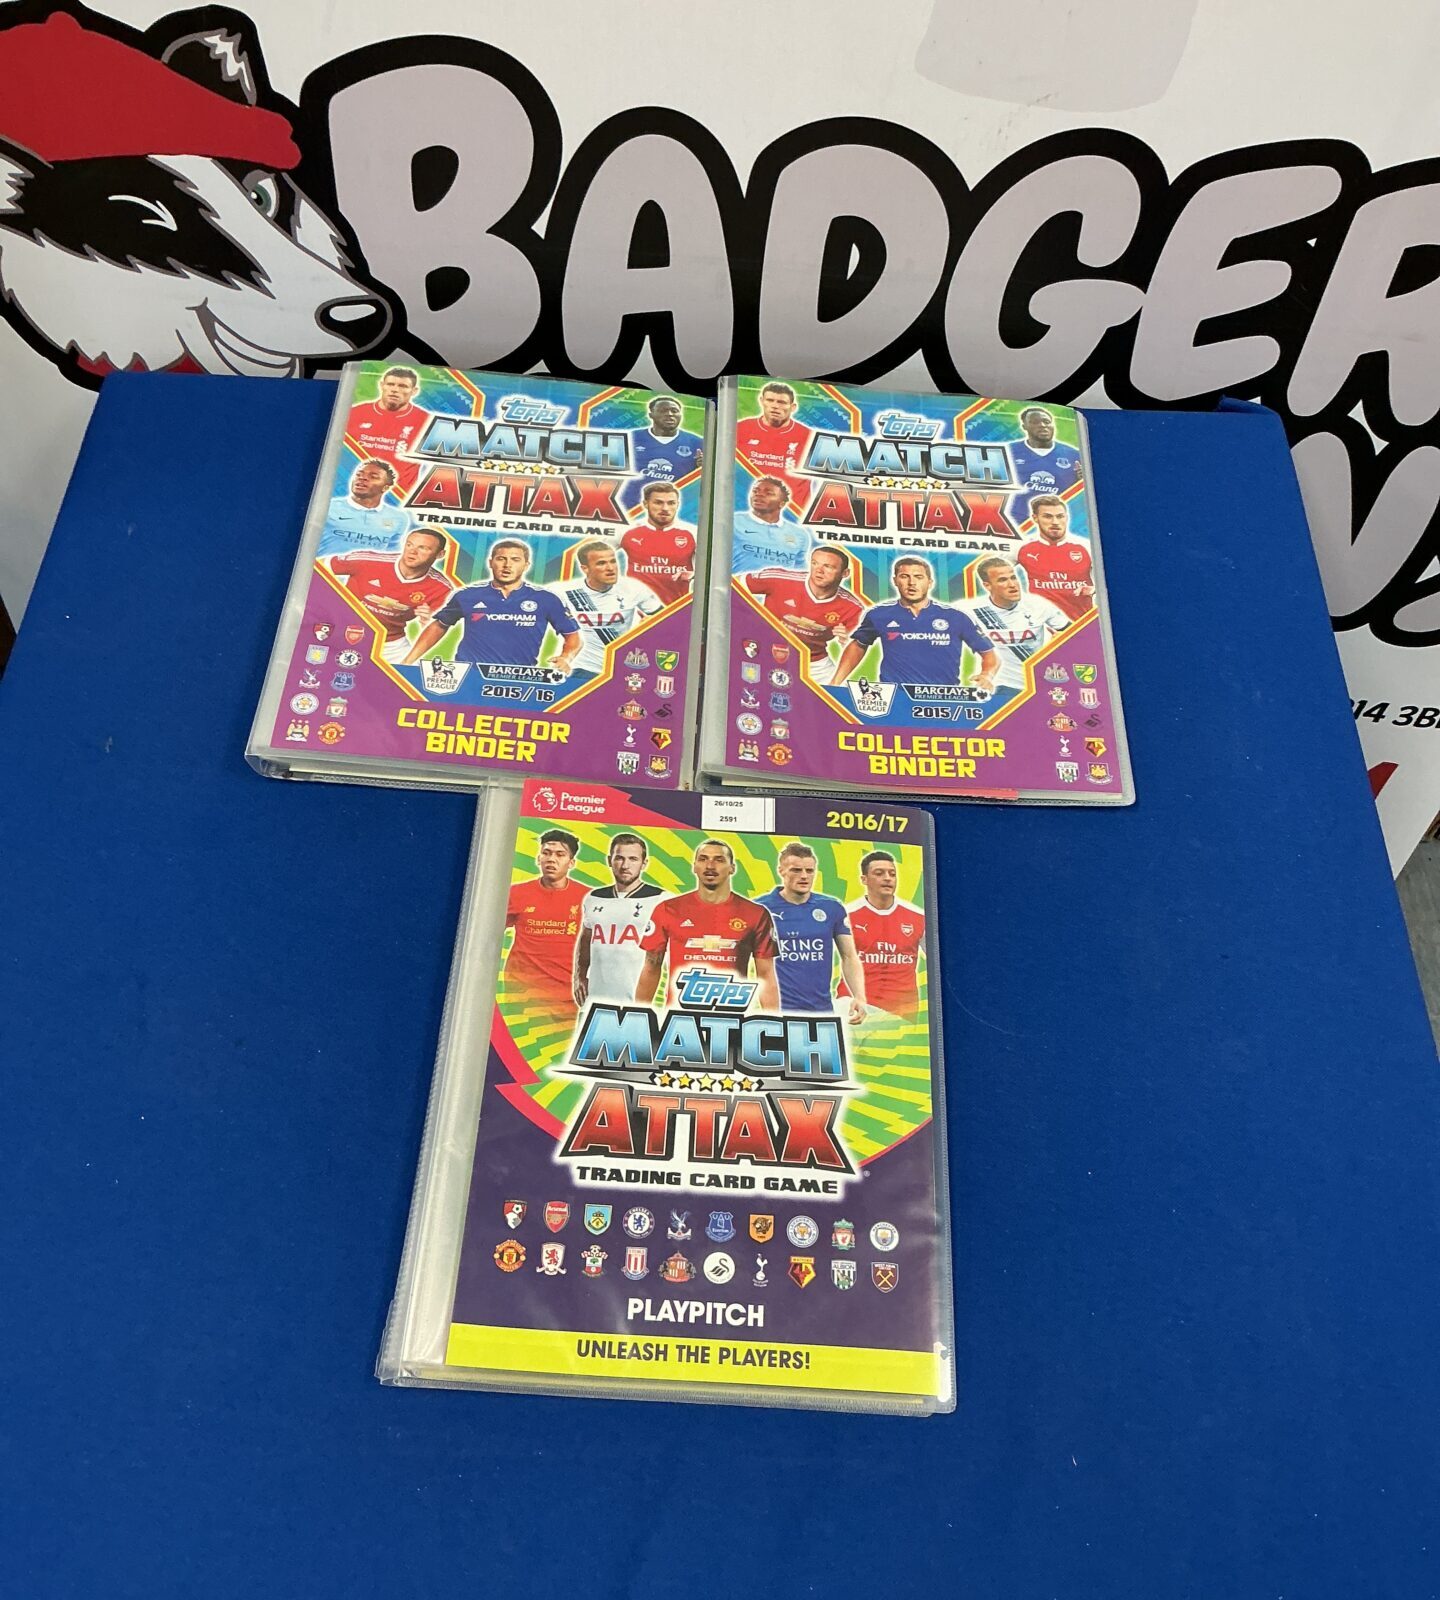 BADGER
14 3B
topps
MATCH
ATTAX
TRADING CARD GAME
Standard
Chartered
Chang
ETIHAD
AIRWAYS
Fly
Emirates
CHEVROLET
YOKOHAMA
TYRES
AIA
PREMIER
LEAGUE
BARCLAYS
PREMIER LEAGUE
2015/16
COLLECTOR
BINDER
topps
MATCH
ATTAX
TRADING CARD GAME
Standard
Chartered
Chang
ETIHAD
AIRWAYS
Fly
Emirates
CHEVROLET
YOKOHAMA
TYRES
AIA
PREMIER
LEAGUE
BARCLAYS
PREMIER LEAGUE
2015/16
COLLECTOR
BINDER
Premier
League
26/10/25
2591
2016/17
Standard
Chartered
AIA
CHEVROLET
KING
POWER
Fly
Emirates
topps
MATCH
ATTAX
TRADING CARD GAME
PLAYPITCH
UNLEASH THE PLAYERS!